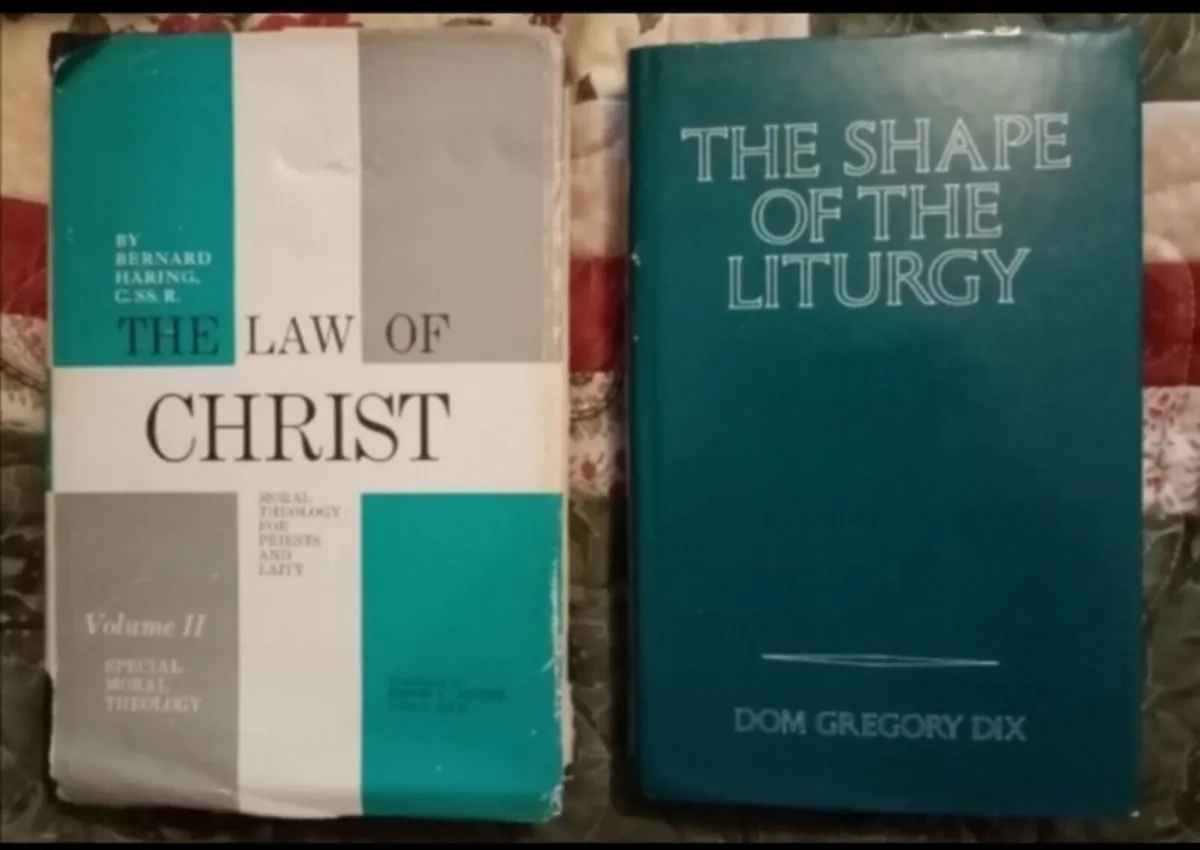 BY
BERNARD
HARING,
C. SS. R.
THE LAW OF
CHRIST
MORAL
THEOLOGY
FOR
PRIESTS
AND
LAITY
Volume II
SPECIAL
MORAL
THEOLOGY
THE SHAPE
OF THE
LITURGY
DOM GREGORY DIX